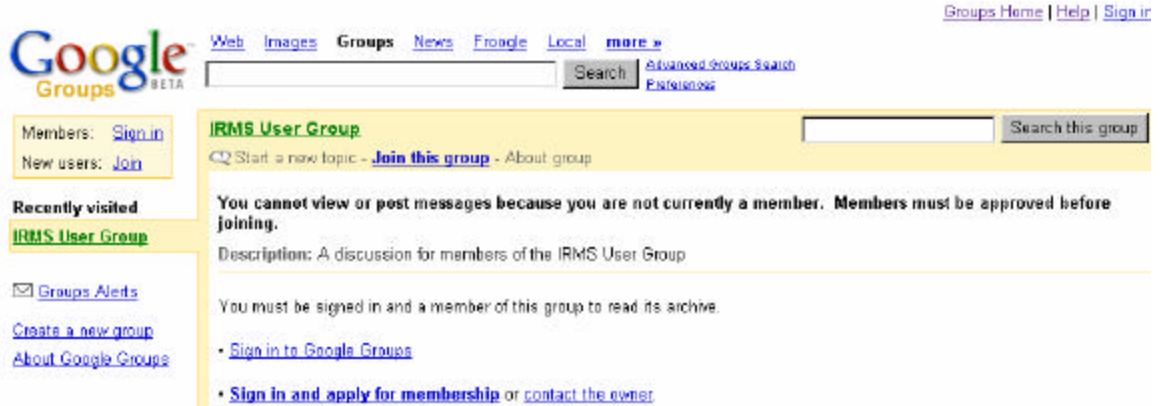 Groups Home | Help | Sign in
Google Groups BETA
Web Images Groups News Froogle Local more »
Search
Advanced Groups Search
Preferences
Members: Sign in
New users: Join
IRMS User Group
Search this group
Start a new topic - Join this group - About group
Recently visited
IRMS User Group
You cannot view or post messages because you are not currently a member. Members must be approved before
joining.
Description: A discussion for members of the IRMS User Group
Groups Alerts
Create a new group
About Google Groups
You must be signed in and a member of this group to read its archive.
• Sign in to Google Groups
• Sign in and apply for membership or contact the owner.